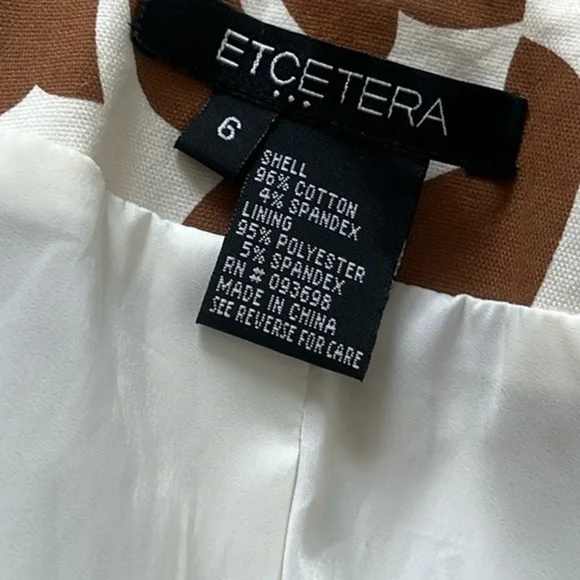 ETCETERA
6
SHELL
96% COTTON
4% SPANDEX
LINING
95% POLYESTER
5% SPANDEX
RN # 093698
MADE IN CHINA
SEE REVERSE FOR CARE